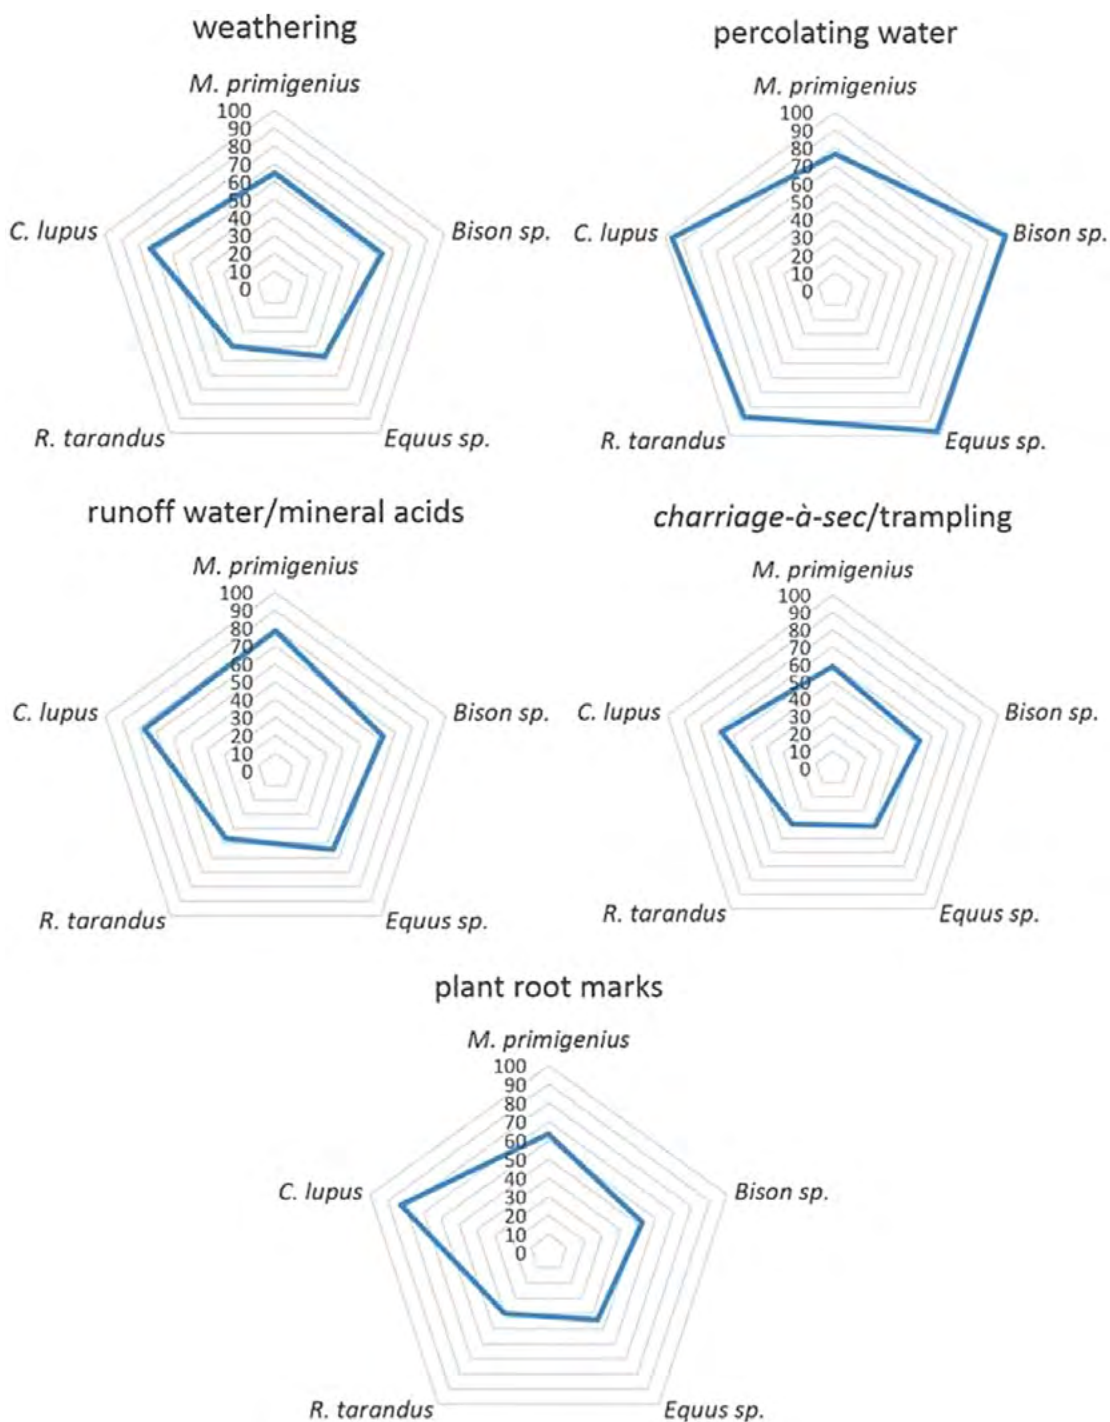 weathering
M. primigenius
100
90
80
70
60
50
40
30
20
10
0
C. lupus
Bison sp.
R. tarandus
Equus sp.
percolating water
M. primigenius
100
90
80
70
60
50
40
30
20
10
0
C. lupus
Bison sp.
R. tarandus
Equus sp.
runoff water/mineral acids
M. primigenius
100
90
80
70
60
50
40
30
20
10
0
C. lupus
Bison sp.
R. tarandus
Equus sp.
charriage-à-sec/trampling
M. primigenius
100
90
80
70
60
50
40
30
20
10
0
C. lupus
Bison sp.
R. tarandus
Equus sp.
plant root marks
M. primigenius
100
90
80
70
60
50
40
30
20
10
0
C. lupus
Bison sp.
R. tarandus
Equus sp.